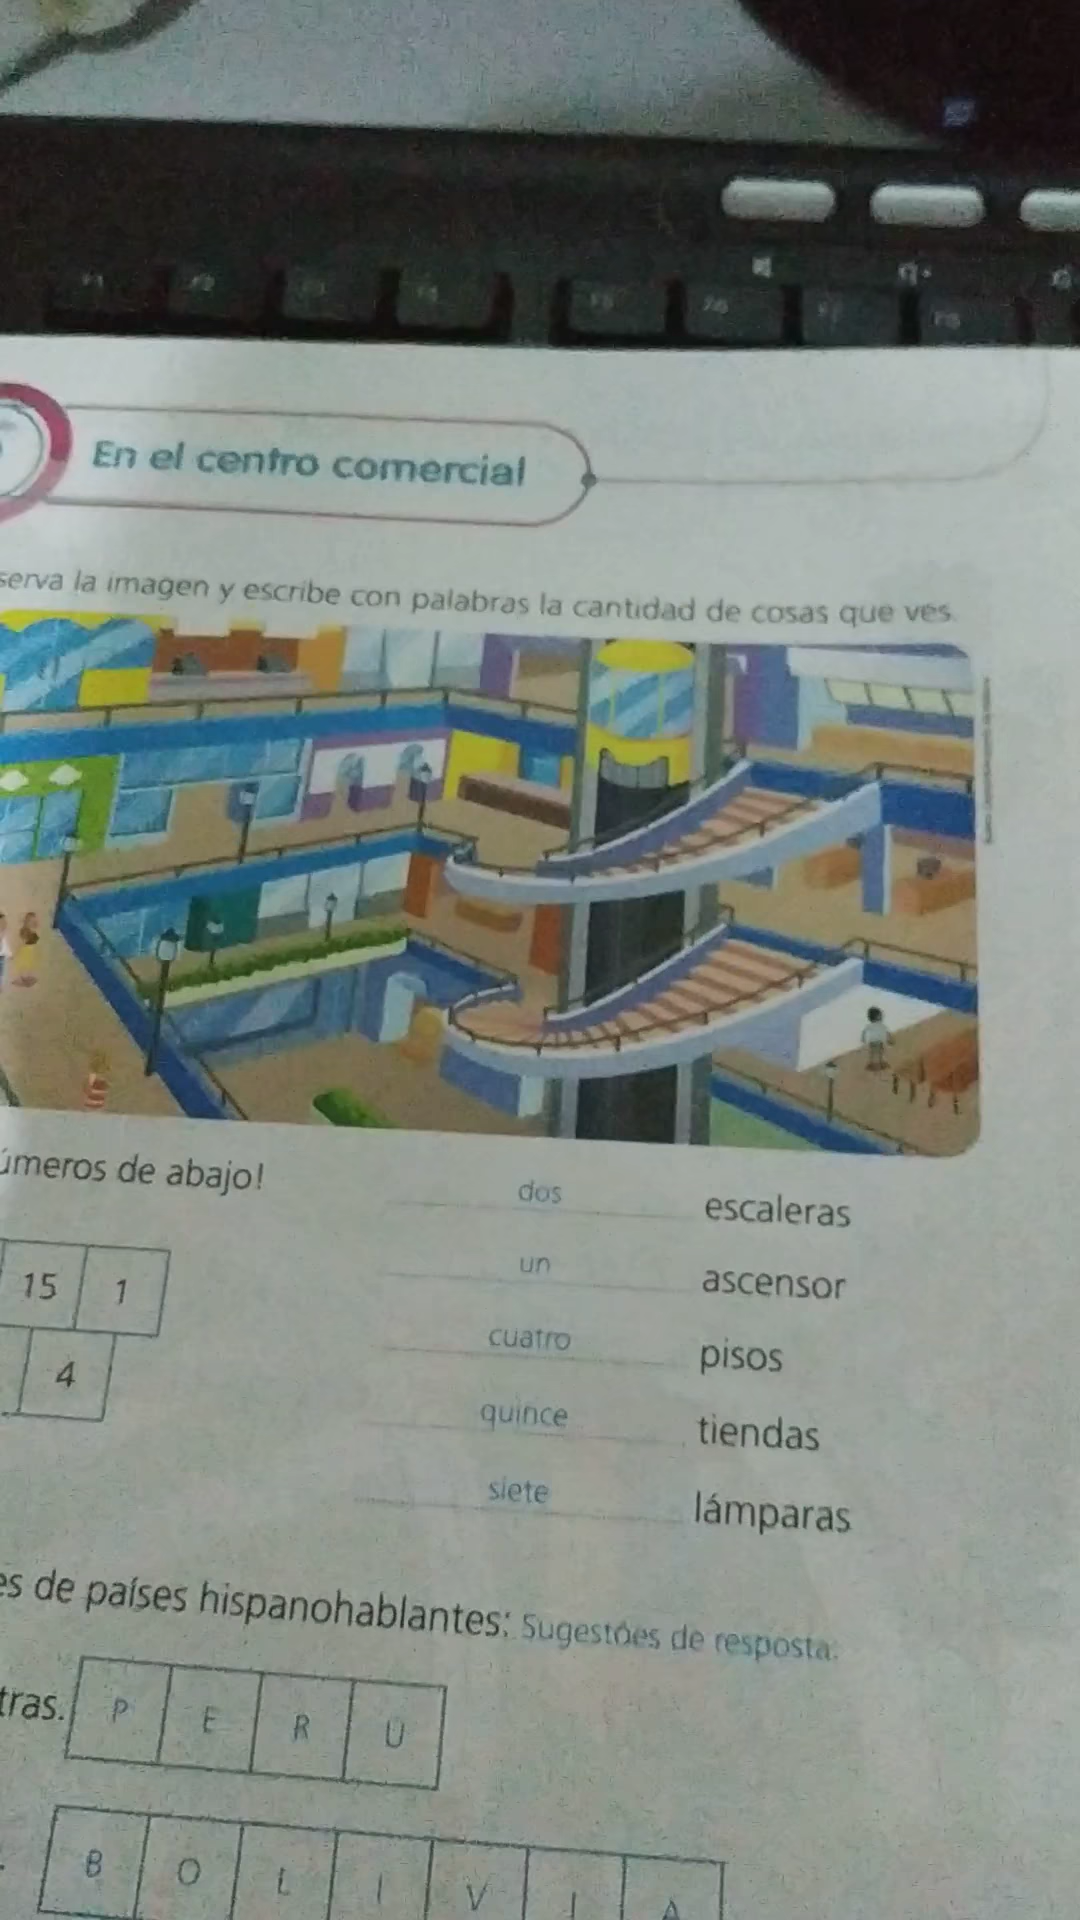 En el centro comercial
serva la imagen y escribe con palabras la cantidad de cosas que ves.
úmeros de abajo!
dos escaleras
15 1
un ascensor
4
cuatro pisos
quince tiendas
siete lámparas
es de países hispanohablantes: Sugestões de resposta.
tras. P E R Ú
B O L I V I A